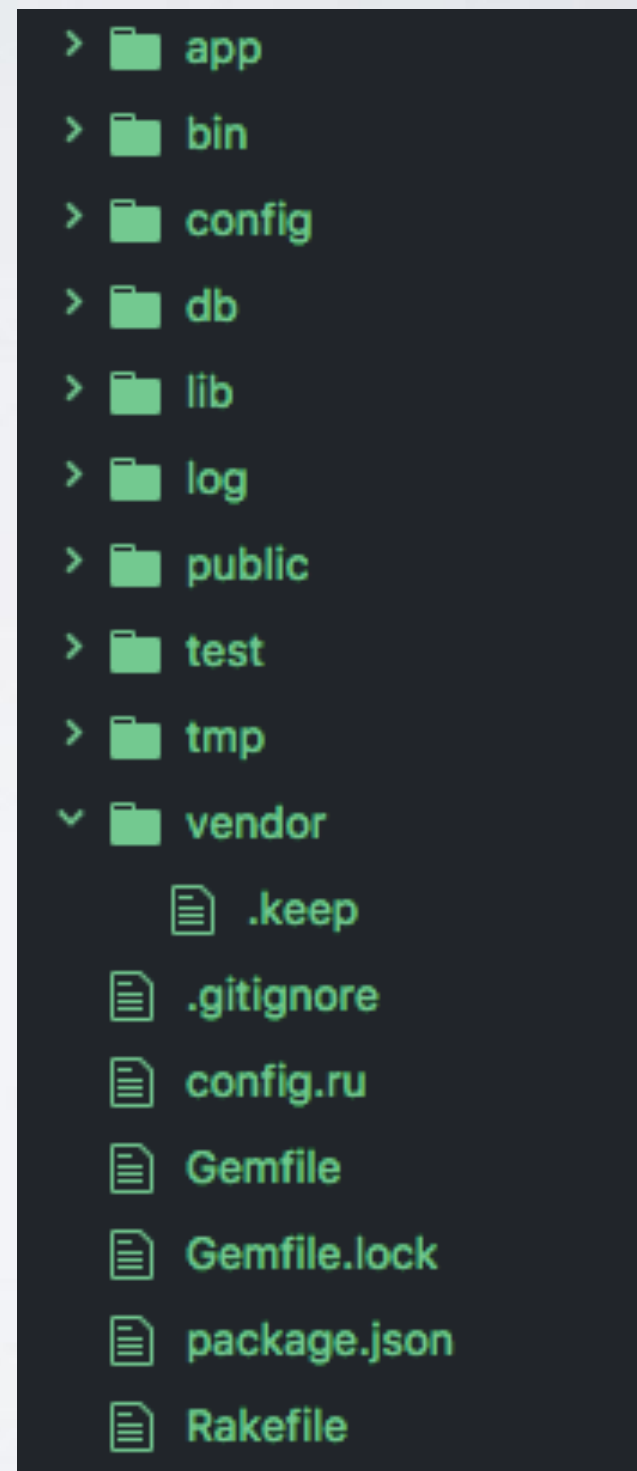 app
bin
config
db
lib
log
public
test
tmp
vendor
.keep
.gitignore
config.ru
Gemfile
Gemfile.lock
package.json
Rakefile